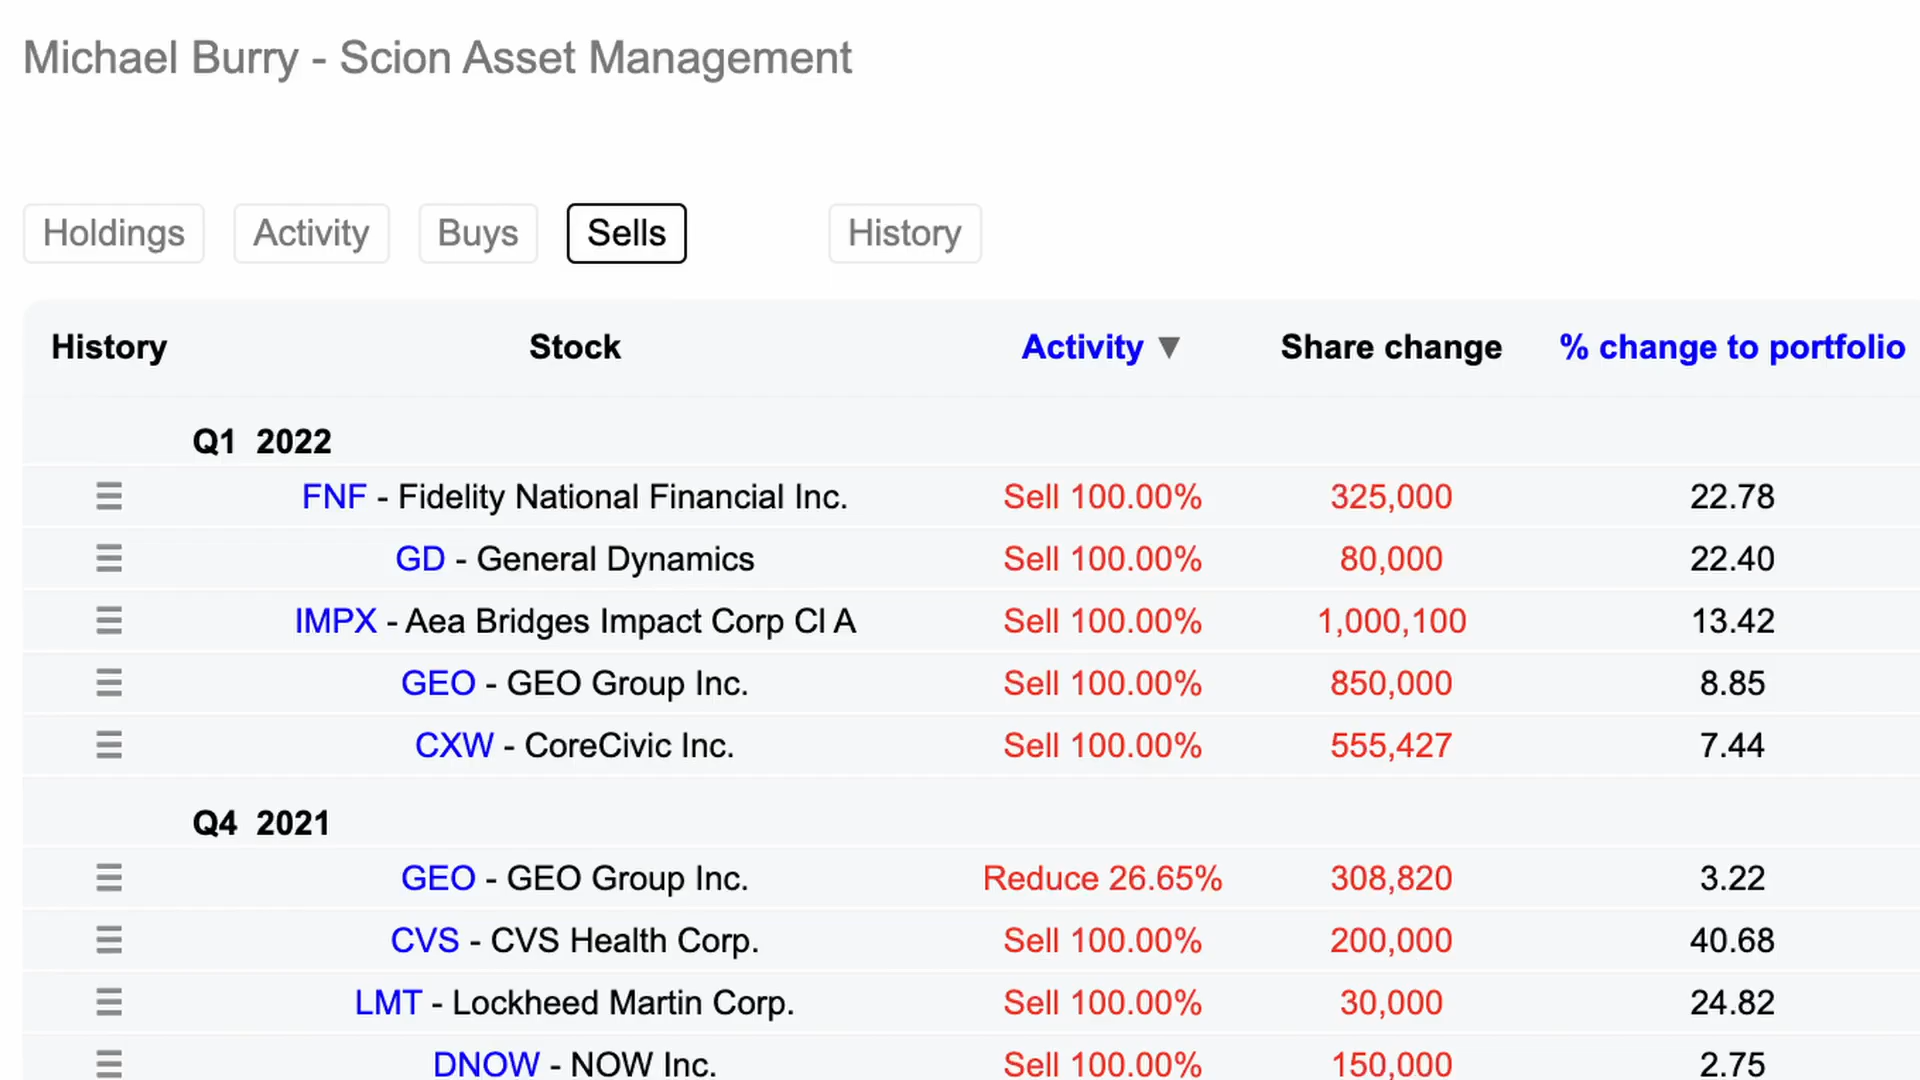 Michael Burry - Scion Asset Management
Holdings Activity Buys Sells History
History Stock Activity ▼ Share change % change to portfolio
Q1 2022
☰ FNF - Fidelity National Financial Inc. Sell 100.00% 325,000 22.78
☰ GD - General Dynamics Sell 100.00% 80,000 22.40
☰ IMPX - Aea Bridges Impact Corp Cl A Sell 100.00% 1,000,100 13.42
☰ GEO - GEO Group Inc. Sell 100.00% 850,000 8.85
☰ CXW - CoreCivic Inc. Sell 100.00% 555,427 7.44
Q4 2021
☰ GEO - GEO Group Inc. Reduce 26.65% 308,820 3.22
☰ CVS - CVS Health Corp. Sell 100.00% 200,000 40.68
☰ LMT - Lockheed Martin Corp. Sell 100.00% 30,000 24.82
☰ DNOW - NOW Inc. Sell 100.00% 150,000 2.75